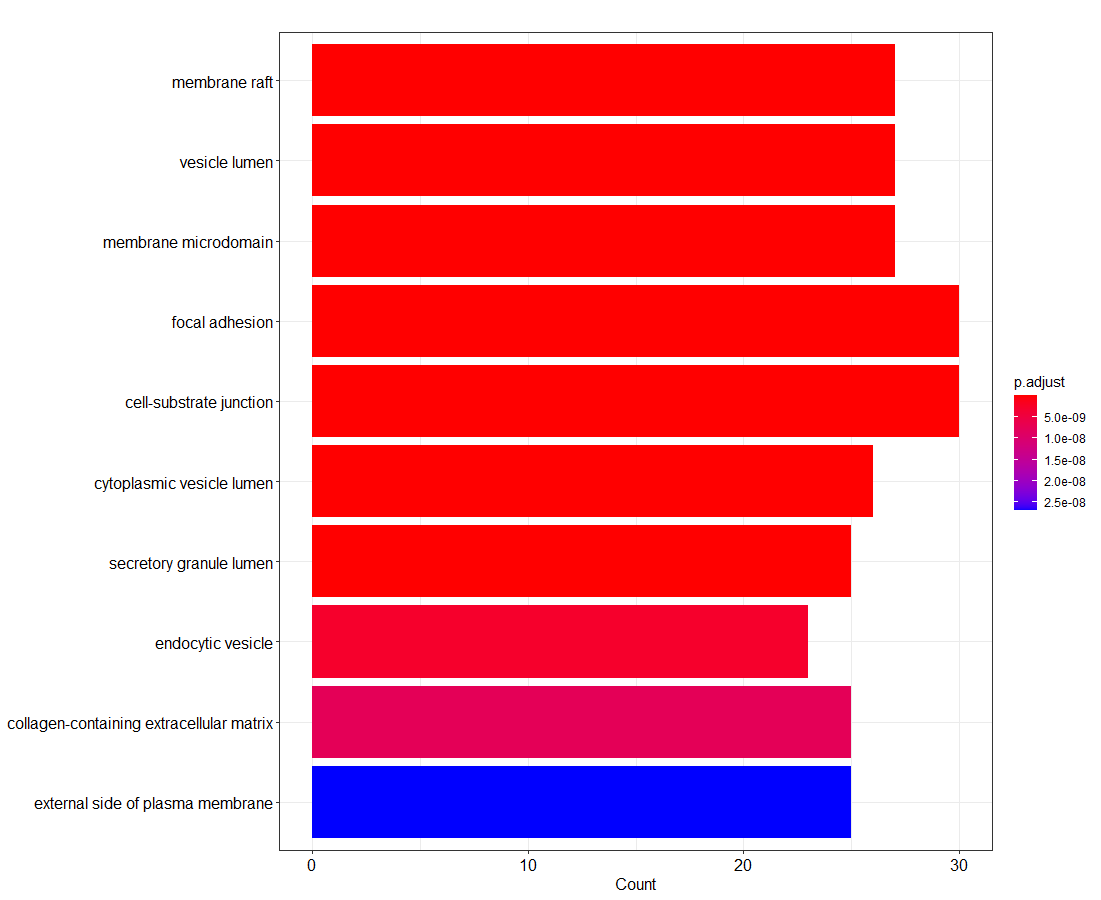 membrane raft
vesicle lumen
membrane microdomain
focal adhesion
cell-substrate junction
cytoplasmic vesicle lumen
secretory granule lumen
endocytic vesicle
collagen-containing extracellular matrix
external side of plasma membrane
0 10 20 30
Count
p.adjust
5.0e-09
1.0e-08
1.5e-08
2.0e-08
2.5e-08